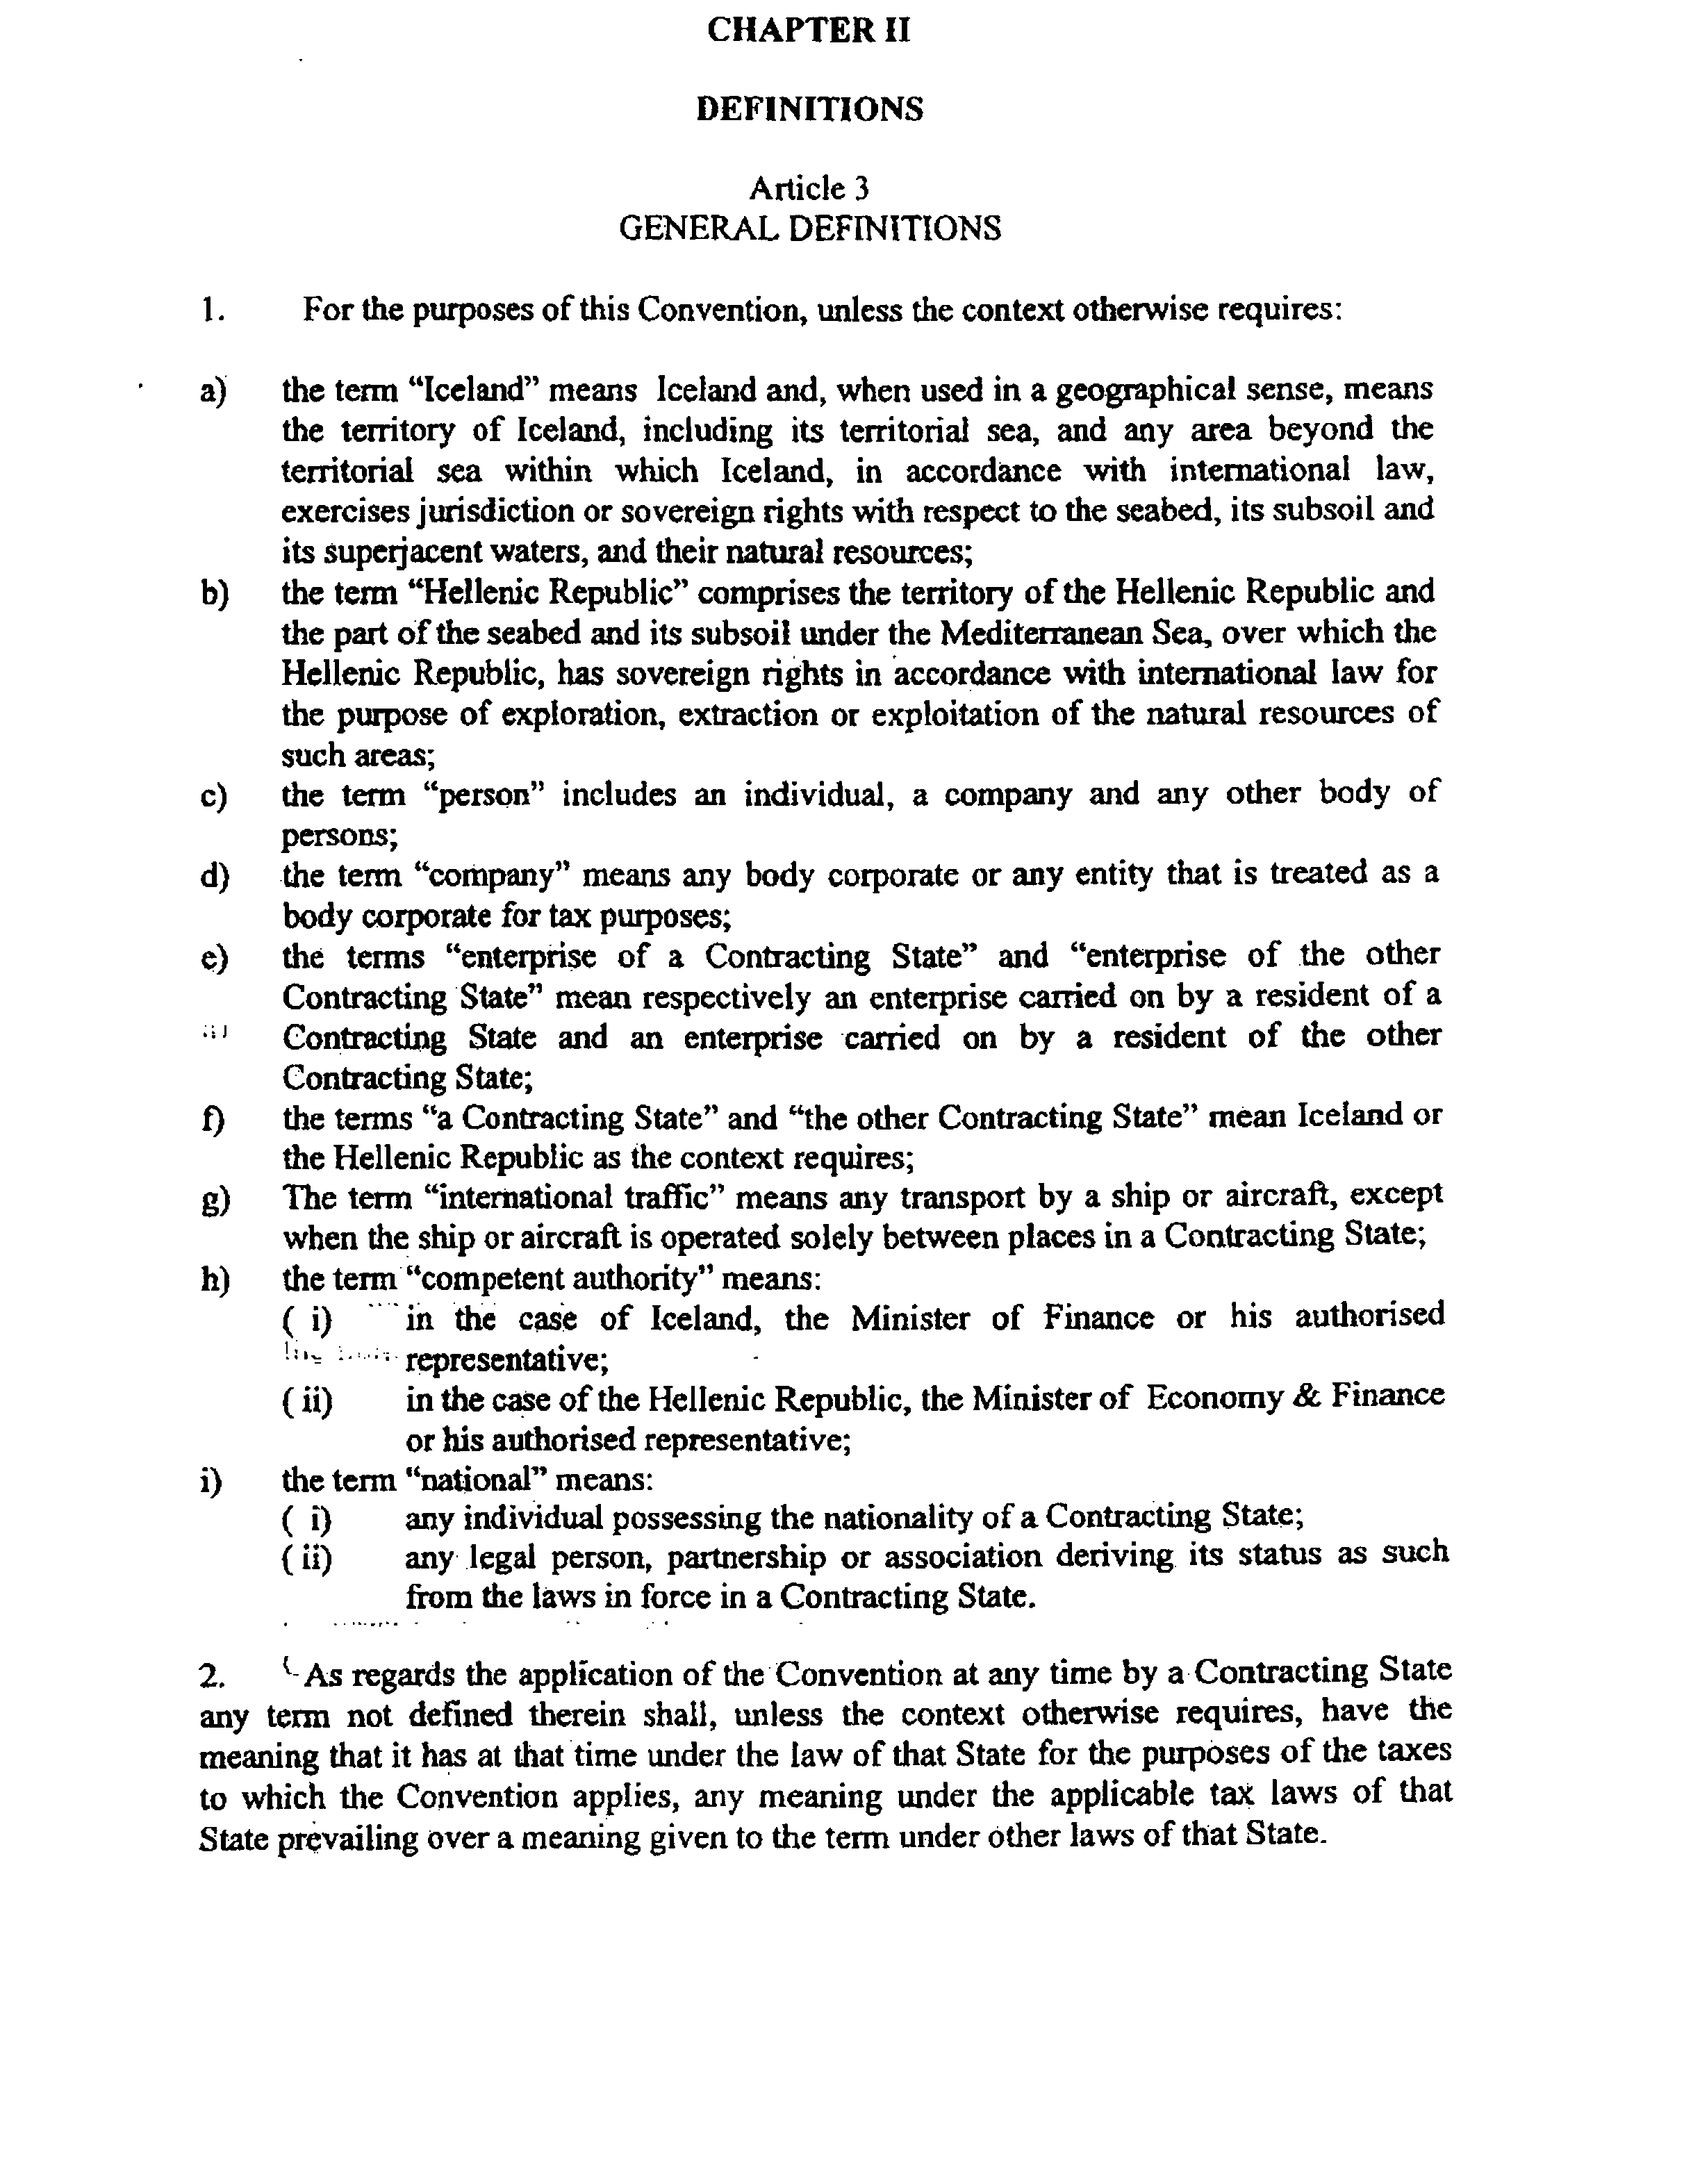 CHAPTER II
DEFINITIONS
Article 3
GENERAL DEFINITIONS
1. For the purposes of this Convention, unless the context otherwise requires:
a) the term “Iceland” means Iceland and, when used in a geographical sense, means
the territory of Iceland, including its territorial sea, and any area beyond the
territorial sea within which Iceland, in accordance with international law,
exercises jurisdiction or sovereign rights with respect to the seabed, its subsoil and
its superjacent waters, and their natural resources;
b) the term “Hellenic Republic” comprises the territory of the Hellenic Republic and
the part of the seabed and its subsoil under the Mediterranean Sea, over which the
Hellenic Republic, has sovereign rights in accordance with international law for
the purpose of exploration, extraction or exploitation of the natural resources of
such areas;
c) the term “person” includes an individual, a company and any other body of
persons;
d) the term “company” means any body corporate or any entity that is treated as a
body corporate for tax purposes;
e) the terms “enterprise of a Contracting State” and “enterprise of the other
Contracting State” mean respectively an enterprise carried on by a resident of a
Contracting State and an enterprise carried on by a resident of the other
Contracting State;
f) the terms “a Contracting State” and “the other Contracting State” mean Iceland or
the Hellenic Republic as the context requires;
g) The term “international traffic” means any transport by a ship or aircraft, except
when the ship or aircraft is operated solely between places in a Contracting State;
h) the term “competent authority” means:
( i) in the case of Iceland, the Minister of Finance or his authorised
representative;
( ii) in the case of the Hellenic Republic, the Minister of Economy & Finance
or his authorised representative;
i) the term “national” means:
( i) any individual possessing the nationality of a Contracting State;
( ii) any legal person, partnership or association deriving its status as such
from the laws in force in a Contracting State.
2. As regards the application of the Convention at any time by a Contracting State
any term not defined therein shall, unless the context otherwise requires, have the
meaning that it has at that time under the law of that State for the purposes of the taxes
to which the Convention applies, any meaning under the applicable tax laws of that
State prevailing over a meaning given to the term under other laws of that State.